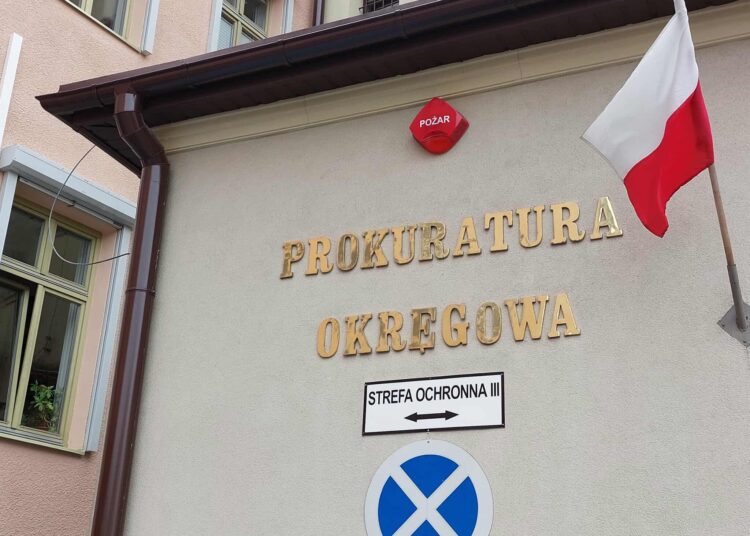 POŻAR
PROKURATURA
OKRĘGOWA
STREFA OCHRONNA III